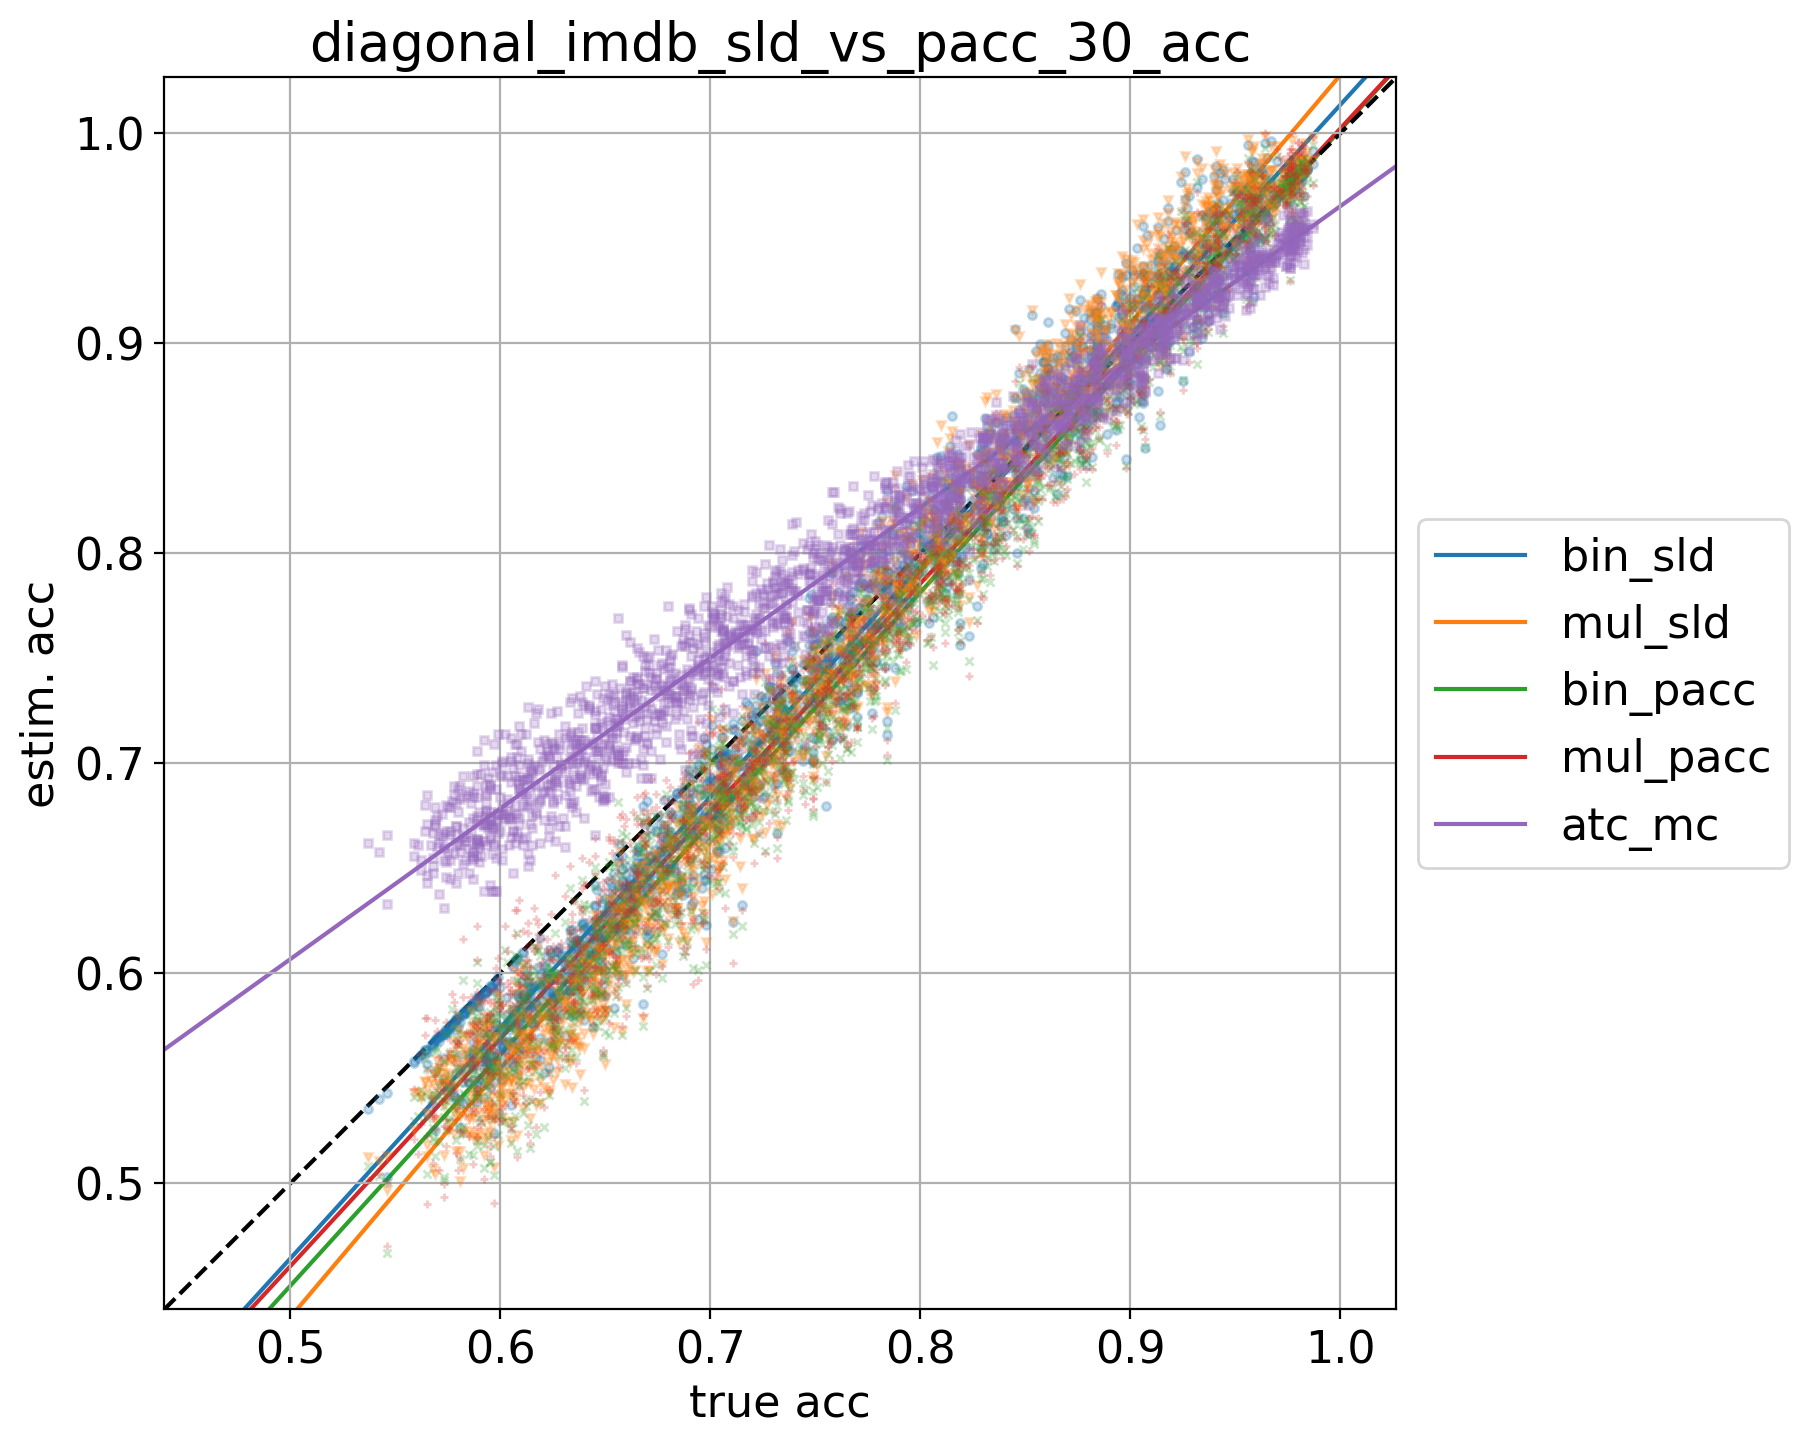 diagonal_imdb_sld_vs_pacc_30_acc
1.0
0.9
0.8
0.7
0.6
0.5
estim. acc
0.5 0.6 0.7 0.8 0.9 1.0
true acc
bin_sld
mul_sld
bin_pacc
mul_pacc
atc_mc